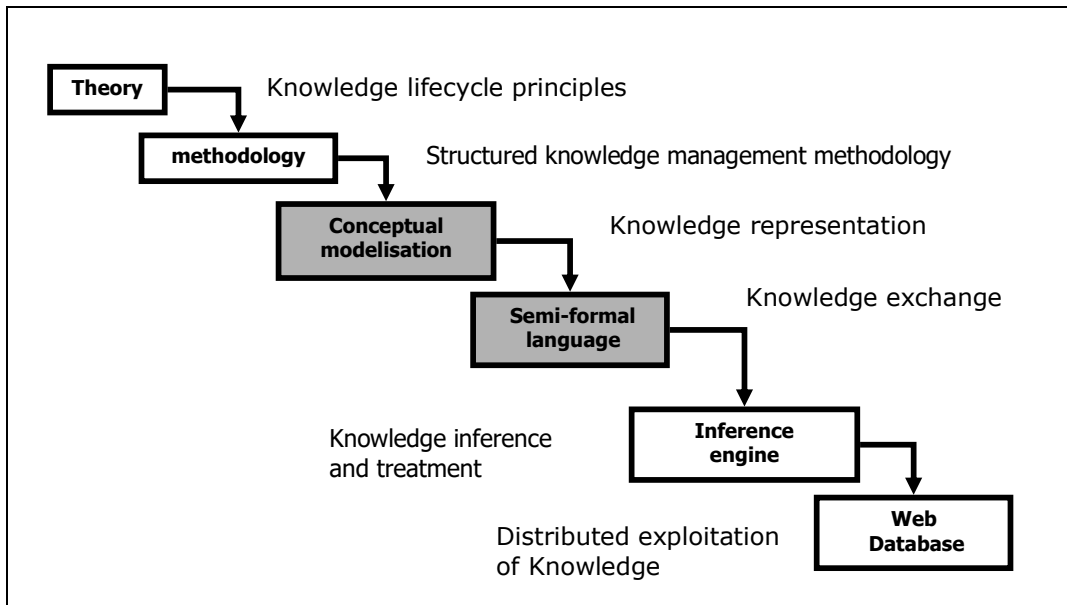 Theory
Knowledge lifecycle principles
methodology
Structured knowledge management methodology
Conceptual
modelisation
Knowledge representation
Semi-formal
language
Knowledge exchange
Inference
engine
Knowledge inference
and treatment
Web
Database
Distributed exploitation
of Knowledge